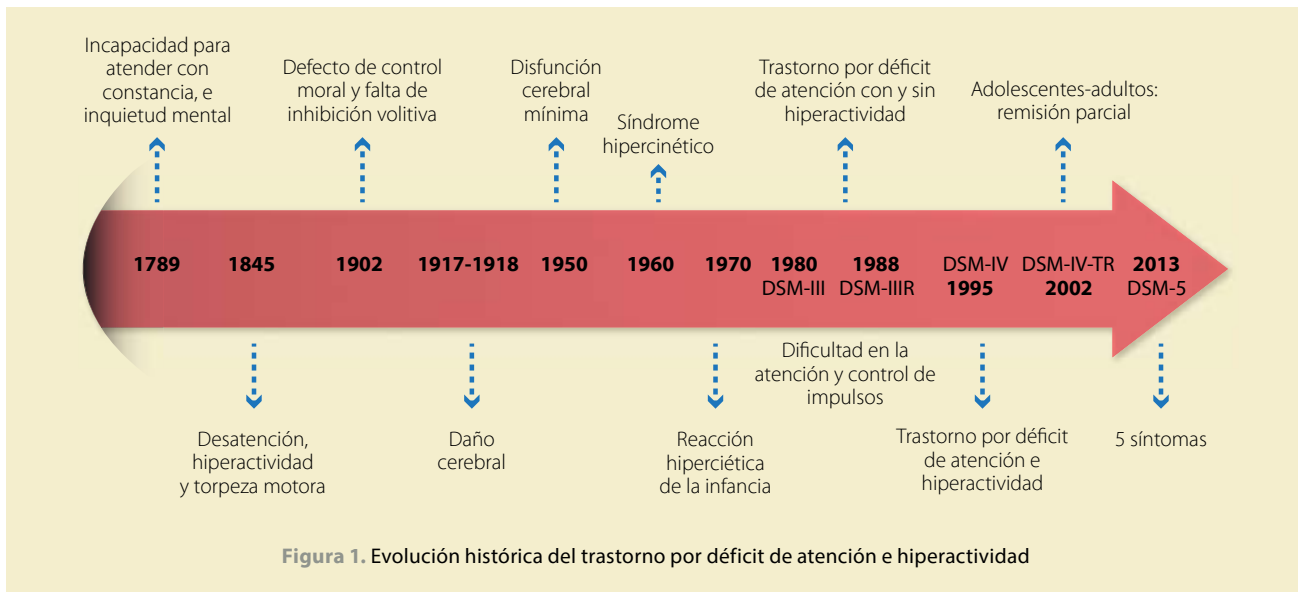 Incapacidad para
atender con
constancia, e
inquietud mental
Defecto de control
moral y falta de
inhibición volitiva
Disfunción
cerebral
mínima
Síndrome
hipercinético
Trastorno por déficit
de atención con y sin
hiperactividad
Adolescentes-adultos:
remisión parcial
1789
1845
1902
1917-1918
1950
1960
1970
1980
DSM-III
1988
DSM-IIIR
DSM-IV
1995
DSM-IV-TR
2002
2013
DSM-5
Desatención,
hiperactividad
y torpeza motora
Daño
cerebral
Reacción
hiperciética
de la infancia
Dificultad en la
atención y control de
impulsos
Trastorno por déficit
de atención e
hiperactividad
5 síntomas
Figura 1. Evolución histórica del trastorno por déficit de atención e hiperactividad